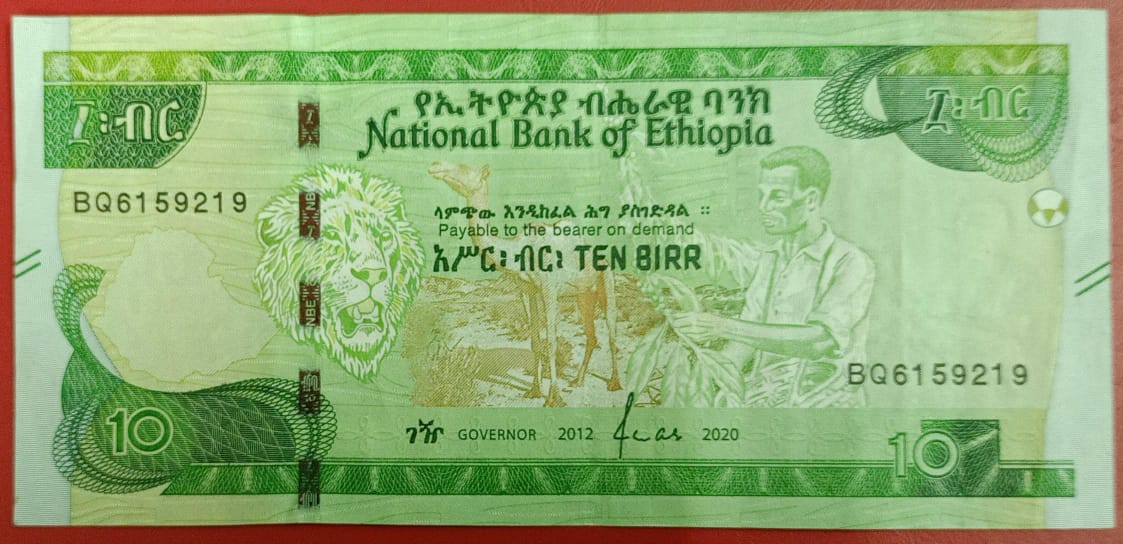 ፲፥ብር
የኢትዮጵያ ብሔራዊ ባንክ
፲፥ብር
National Bank of Ethiopia
BQ6159219
ላምጭው እንዲከፈል ሕግ ያስገድዳል ።
Payable to the bearer on demand
አሥር፥ ብር፥ TEN BIRR
NBE
BQ6159219
10
ገዥ GOVERNOR 2012 2020
10